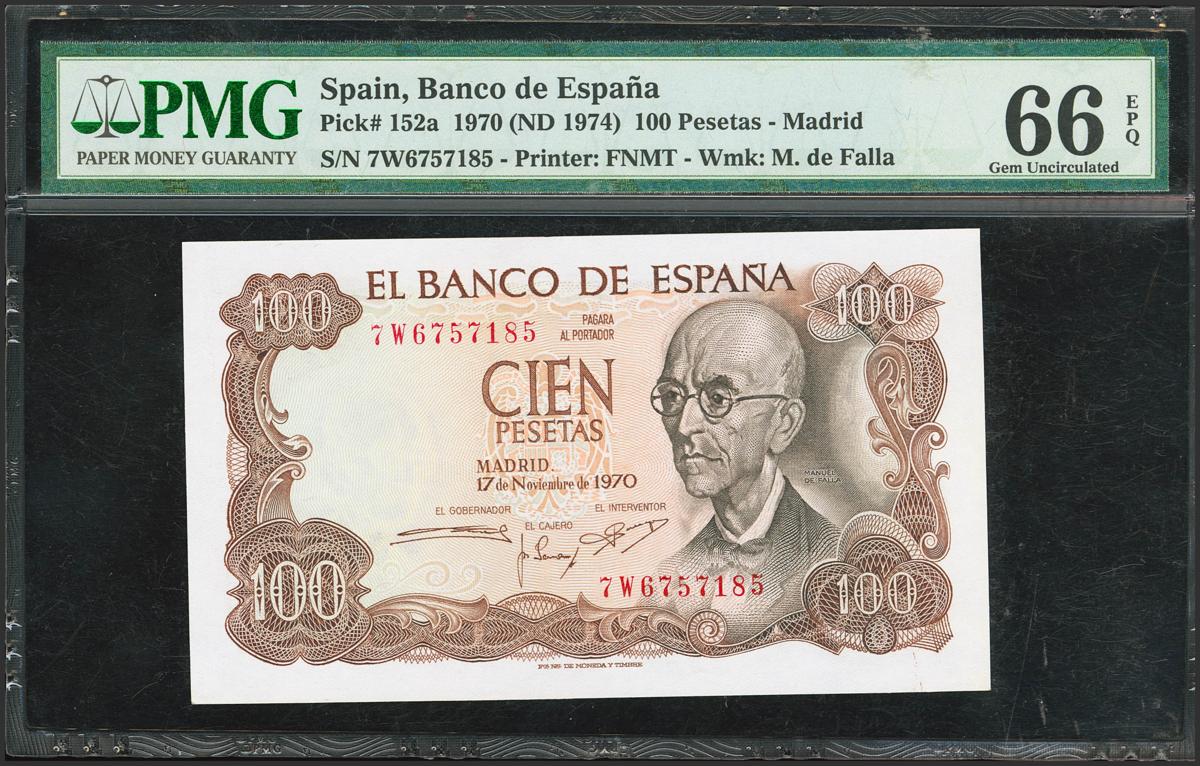 PMG
PAPER MONEY GUARANTY
Spain, Banco de España
Pick# 152a 1970 (ND 1974) 100 Pesetas - Madrid
S/N 7W6757185 - Printer: FNMT - Wmk: M. de Falla
66
EPQ
Gem Uncirculated
EL BANCO DE ESPAÑA
100
100
7W6757185
PAGARA
AL PORTADOR
CIEN
PESETAS
MADRID.
17 de Noviembre de 1970
MANUEL
DE FALLA
EL GOBERNADOR
EL INTERVENTOR
EL CAJERO
7W6757185
100
100
DE MONEDA Y TIMBRE
PMG